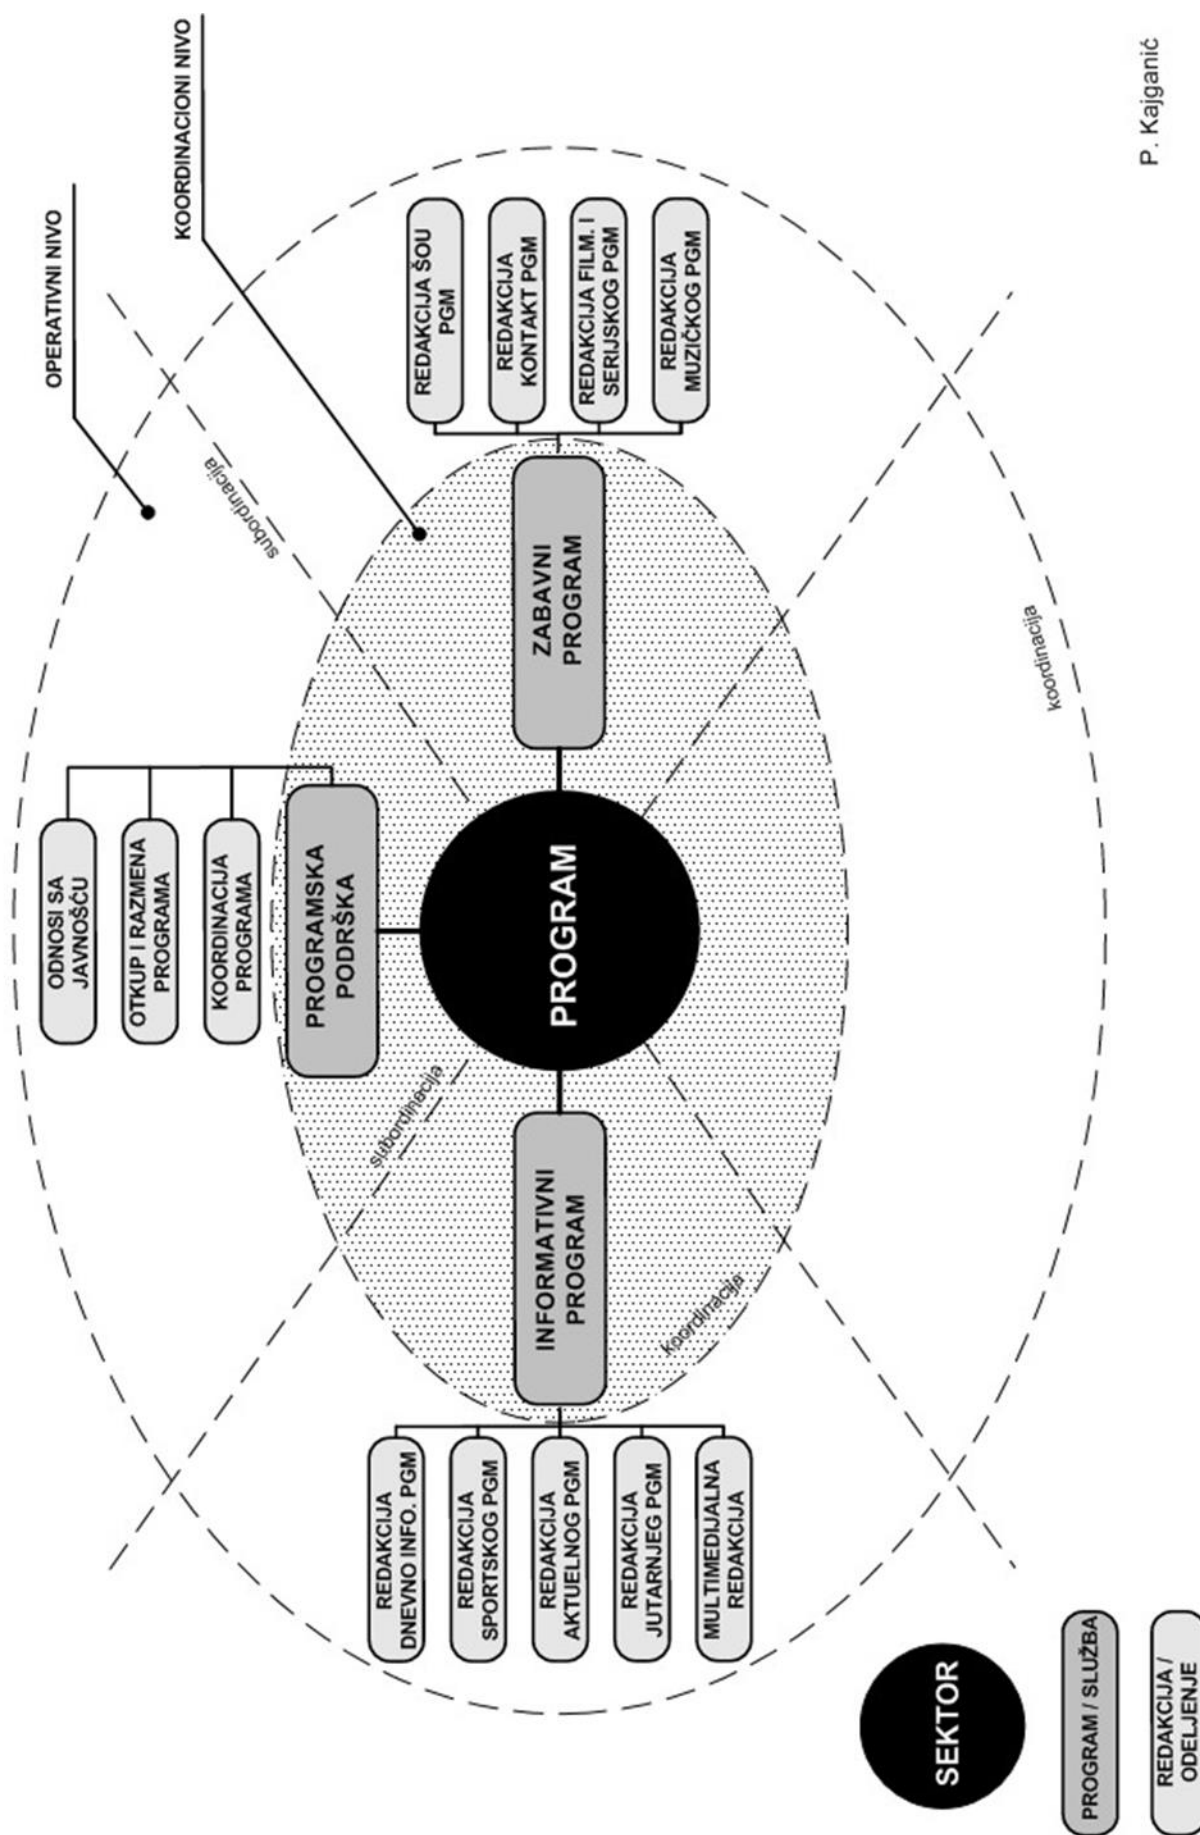 OPERATIVNI NIVO
KOORDINACIONI NIVO
ODNOSI SA
JAVNOŠĆU
OTKUP I RAZMENA
PROGRAMA
KOORDINACIJA
PROGRAMA
PROGRAMSKA
PODRŠKA
subordinacija
subordinacija
REDAKCIJA
DNEVNO INFO. PGM
REDAKCIJA
SPORTSKOG PGM
REDAKCIJA
AKTUELNOG PGM
REDAKCIJA
JUTARNJEG PGM
MULTIMEDIJALNA
REDAKCIJA
INFORMATIVNI
PROGRAM
PROGRAM
ZABAVNI
PROGRAM
REDAKCIJA ŠOU
PGM
REDAKCIJA
KONTAKT PGM
REDAKCIJA FILM. I
SERIJSKOG PGM
REDAKCIJA
MUZIČKOG PGM
koordinacija
koordinacija
SEKTOR
PROGRAM / SLUŽBA
REDAKCIJA /
ODELJENJE
P. Kajganić